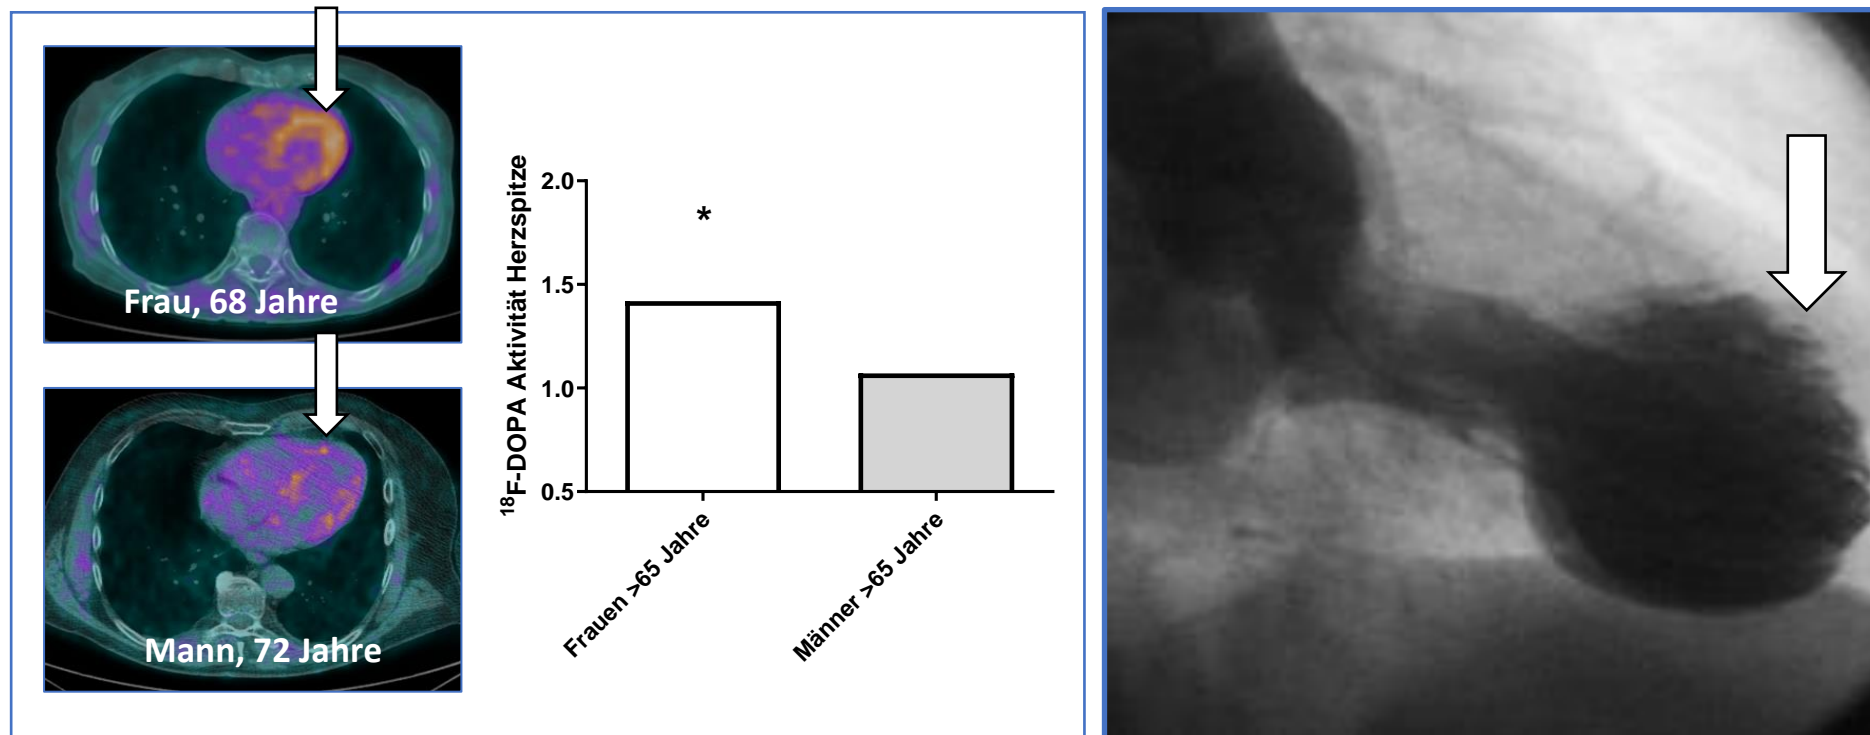 Frau, 68 Jahre
Mann, 72 Jahre
18F-DOPA Aktivität Herzspitze
2.0
1.5
1.0
0.5
*
Frauen >65 Jahre
Männer >65 Jahre